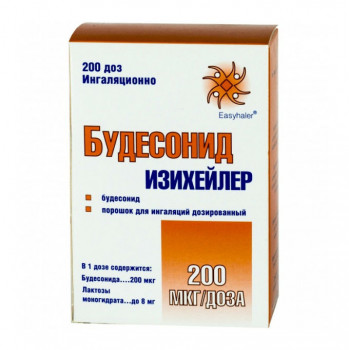 200 доз
Ингаляционно
Easyhaler®
Будесонид
изихейлер
будесонид
порошок для ингаляций дозированный
В 1 дозе содержится:
Будесонида....200 мкг
Лактозы
моногидрата...до 8 мг
200
мкг/доза